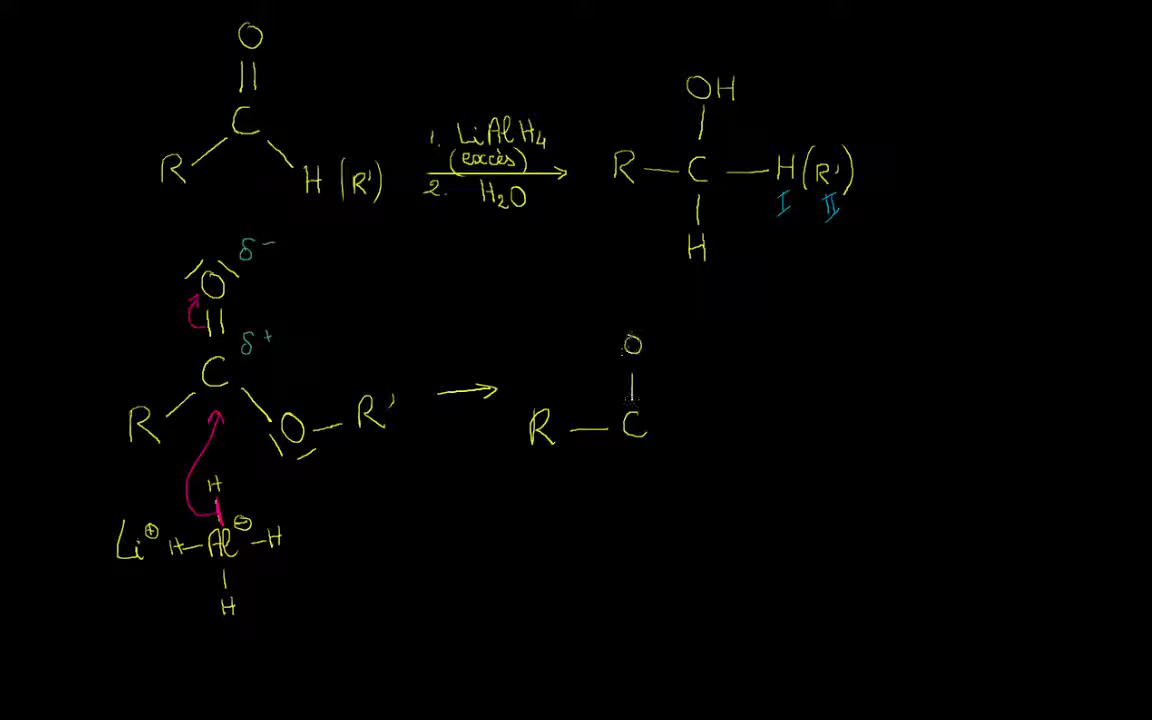 O
OH
C
1. LiAlH4
(excès)
R
H (R')
2. H2O
R — C — H (R')
I II
H
δ-
O
O
δ+
C
R
O — R'
R — C
H
Li⊕ H — Al⊖ — H
H